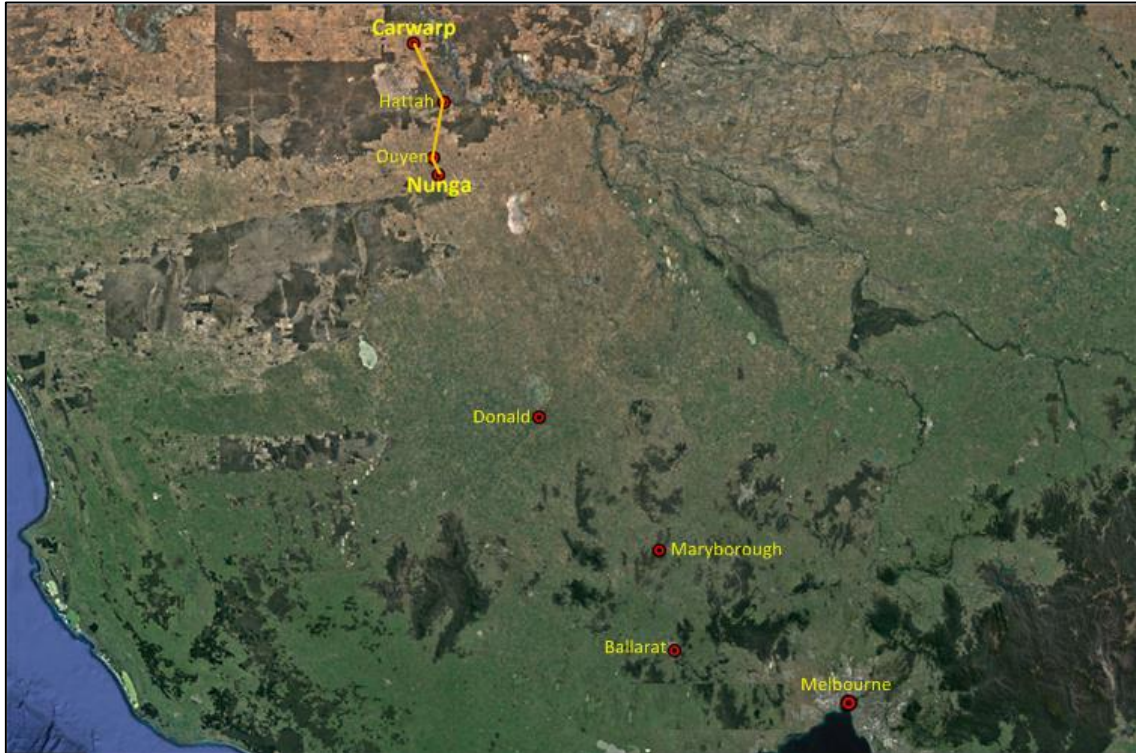 Carwarp
Hattah
Ouyen
Nunga
Donald
Maryborough
Ballarat
Melbourne